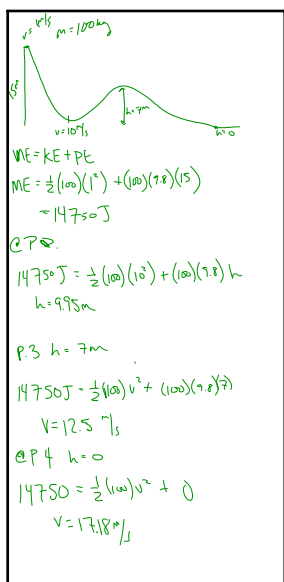 v= 1m/s m=100kg
15m
h=7m
v=10m/s
h=0
ME=KE+PE
ME=½(100)(1²)+(100)(9.8)(15)
=14750J
@P2.
14750J=½(100)(10²)+(100)(9.8)h
h=9.95m
P.3 h=7m
14750J=½(100)v²+(100)(9.8)(7)
V=12.5 m/s
@P4 h=0
14750=½(100)v²+0
V=17.18m/s